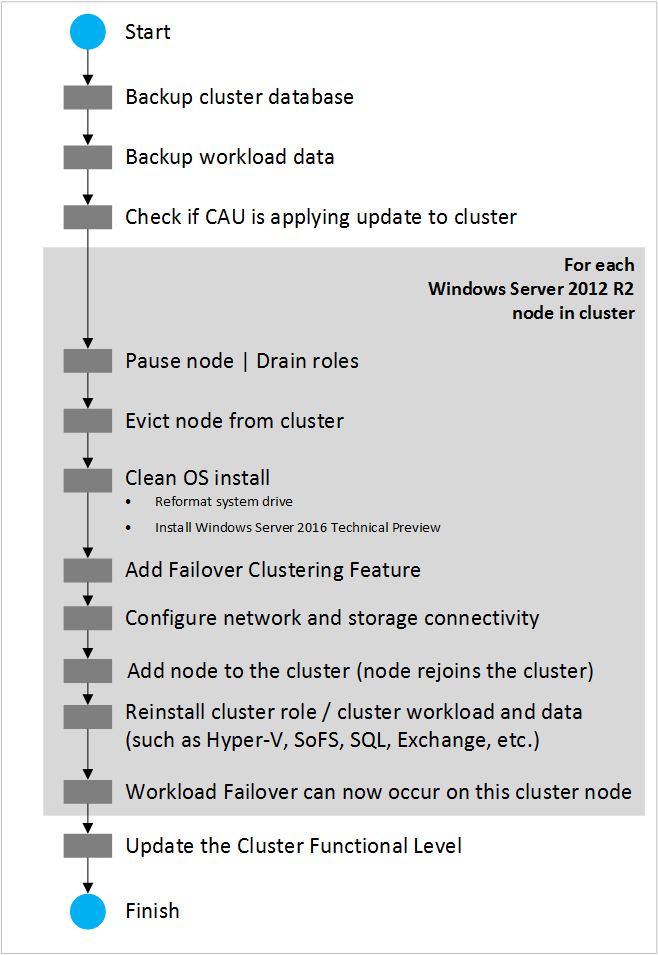 Start
Backup cluster database
Backup workload data
Check if CAU is applying update to cluster
For each
Windows Server 2012 R2
node in cluster
Pause node | Drain roles
Evict node from cluster
Clean OS install
• Reformat system drive
• Install Windows Server 2016 Technical Preview
Add Failover Clustering Feature
Configure network and storage connectivity
Add node to the cluster (node rejoins the cluster)
Reinstall cluster role / cluster workload and data
(such as Hyper-V, SoFS, SQL, Exchange, etc.)
Workload Failover can now occur on this cluster node
Update the Cluster Functional Level
Finish